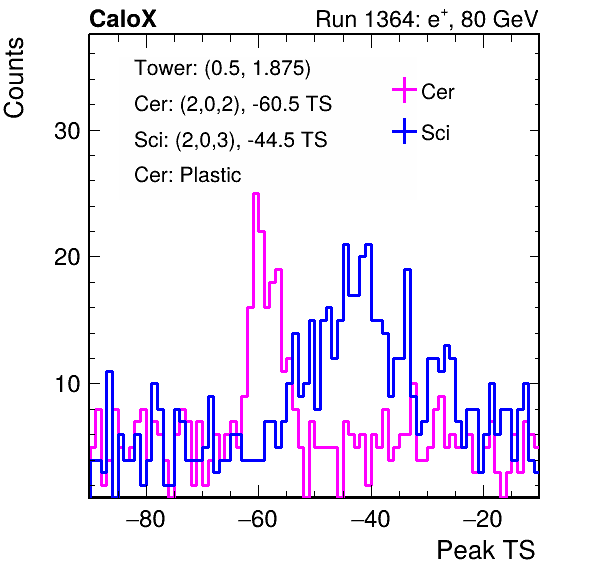 CaloX Run 1364: e+, 80 GeV
Counts
Tower: (0.5, 1.875)
Cer: (2,0,2), -60.5 TS
Sci: (2,0,3), -44.5 TS
Cer: Plastic
Cer
Sci
30
20
10
−80 −60 −40 −20
Peak TS